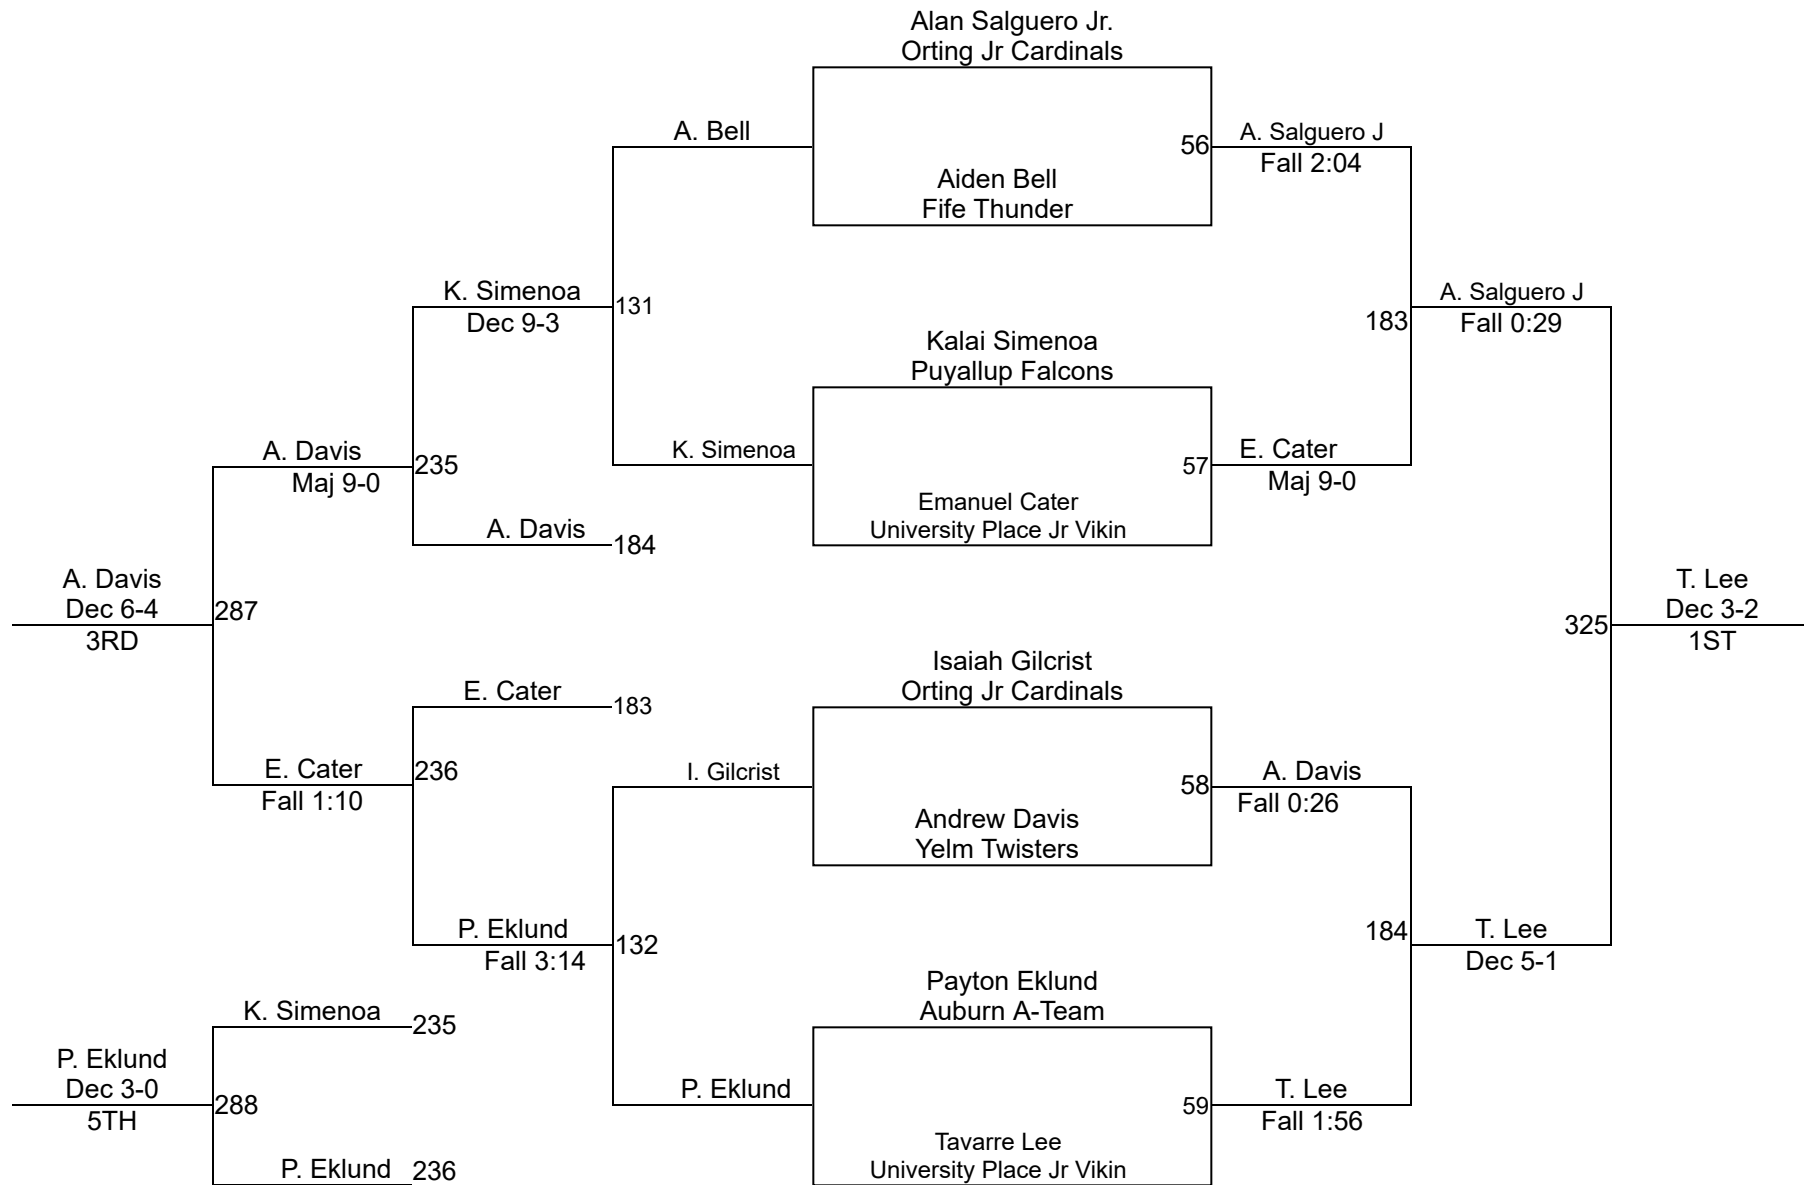 Alan Salguero Jr.
Orting Jr Cardinals
A. Bell
56
A. Salguero J
Fall 2:04
Aiden Bell
Fife Thunder
K. Simenoa
Dec 9-3
131
183
A. Salguero J
Fall 0:29
Kalai Simenoa
Puyallup Falcons
A. Davis
Maj 9-0
235
K. Simenoa
57
E. Cater
Maj 9-0
Emanuel Cater
University Place Jr Vikin
A. Davis
184
A. Davis
Dec 6-4
3RD
287
325
T. Lee
Dec 3-2
1ST
Isaiah Gilcrist
Orting Jr Cardinals
E. Cater
183
E. Cater
Fall 1:10
236
I. Gilcrist
58
A. Davis
Fall 0:26
Andrew Davis
Yelm Twisters
P. Eklund
Fall 3:14
132
184
T. Lee
Dec 5-1
Payton Eklund
Auburn A-Team
K. Simenoa
235
P. Eklund
Dec 3-0
5TH
288
P. Eklund
59
T. Lee
Fall 1:56
Tavarre Lee
University Place Jr Vikin
P. Eklund
236